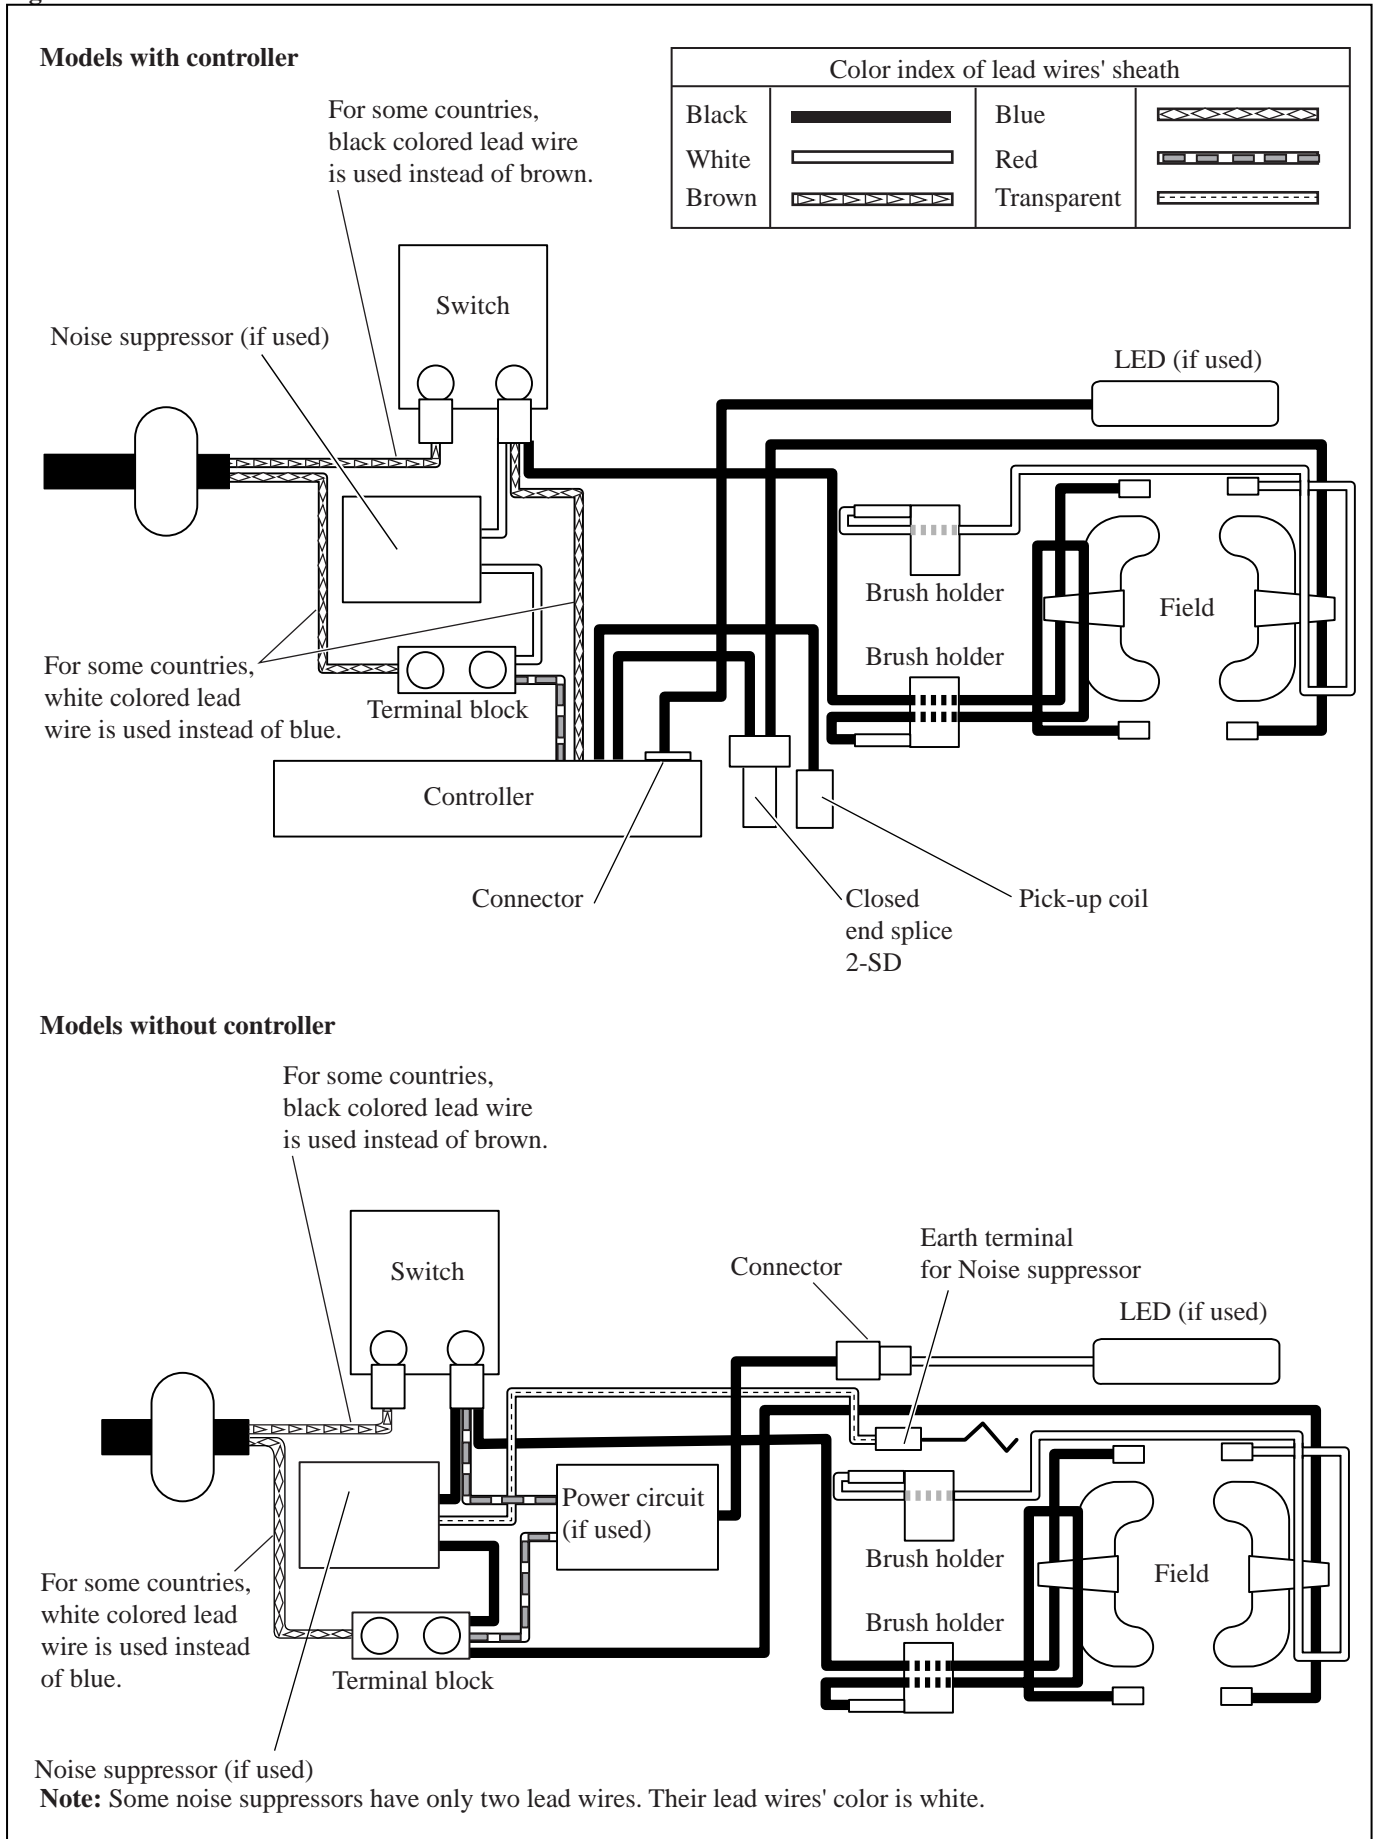 Models with controller
Color index of lead wires' sheath
Black
Blue
White
Red
Brown
Transparent
For some countries,
black colored lead wire
is used instead of brown.
Switch
Noise suppressor (if used)
LED (if used)
Brush holder
Field
Brush holder
For some countries,
white colored lead
wire is used instead of blue.
Terminal block
Controller
Connector
Closed
end splice
2-SD
Pick-up coil
Models without controller
For some countries,
black colored lead wire
is used instead of brown.
Switch
Connector
Earth terminal
for Noise suppressor
LED (if used)
Power circuit
(if used)
Brush holder
Field
Brush holder
For some countries,
white colored lead
wire is used instead
of blue.
Terminal block
Noise suppressor (if used)
Note: Some noise suppressors have only two lead wires. Their lead wires' color is white.